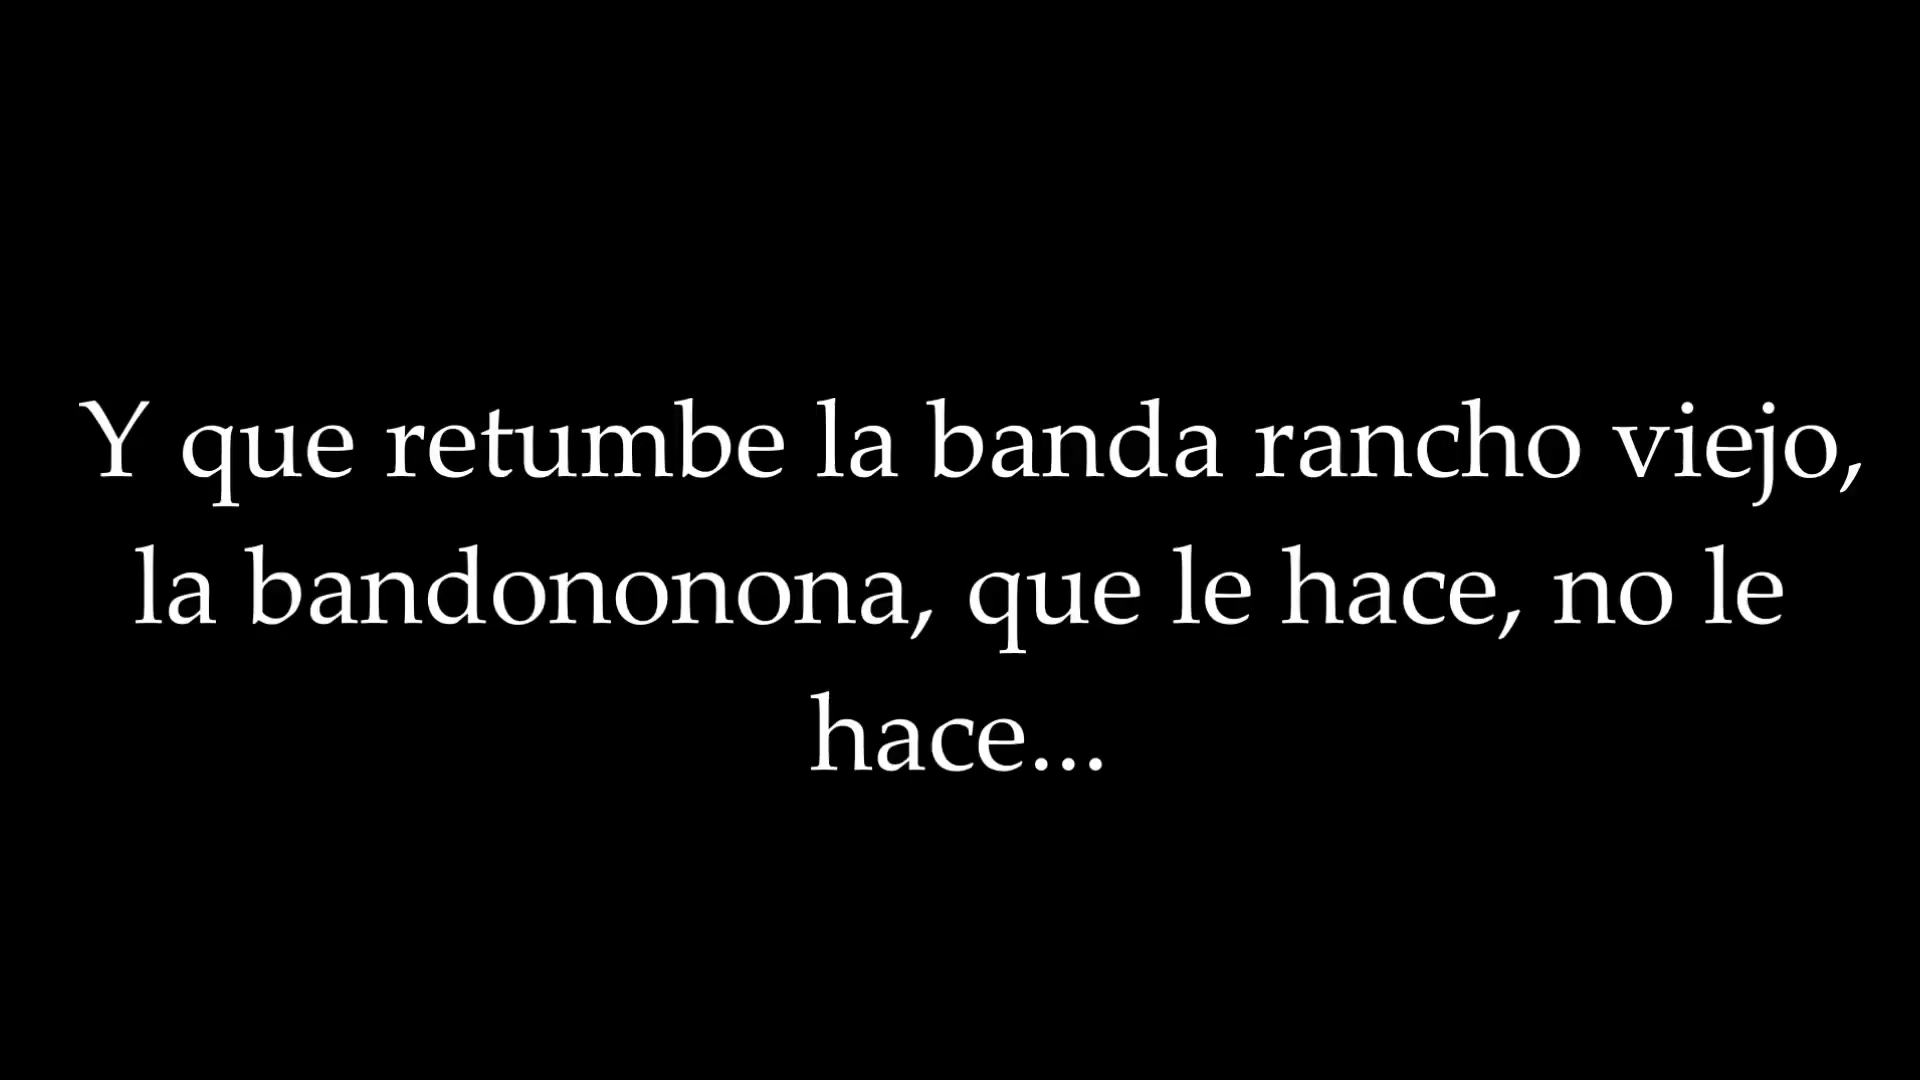 Y que retumbe la banda rancho viejo,
la bandononona, que le hace, no le
hace...